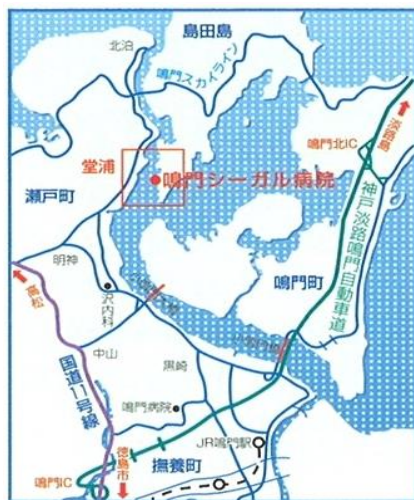 島田島
北泊
鳴門スカイライン
淡路島
鳴門北IC
堂浦
鳴門シーガル病院
瀬戸町
神戸淡路鳴門自動車道
鳴門町
明神
高松
中山
黒崎
国道11号線
鳴門病院
JR鳴門駅
撫養町
鳴門IC
徳島市